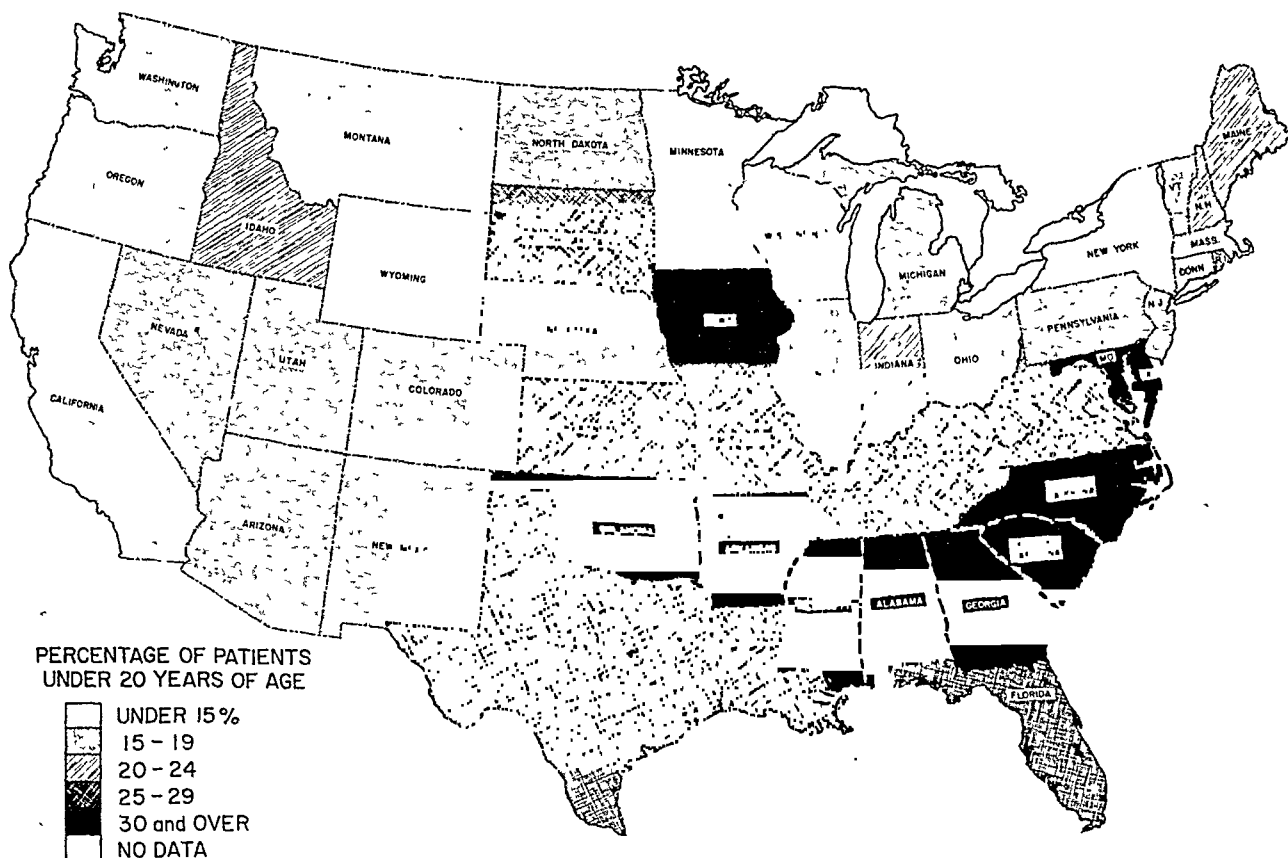 WASHINGTON
MONTANA
NORTH DAKOTA
MINNESOTA
MAINE
OREGON
IDAHO
N.H.
WYOMING
MICHIGAN
NEW YORK
MASS.
CONN
NEVADA
UTAH
COLORADO
INDIANA
OHIO
PENNSYLVANIA
N.J.
MD
CALIFORNIA
ARIZONA
NEW
ALABAMA
GEORGIA
FLORIDA
PERCENTAGE OF PATIENTS
UNDER 20 YEARS OF AGE
UNDER 15%
15 - 19
20 - 24
25 - 29
30 and OVER
NO DATA